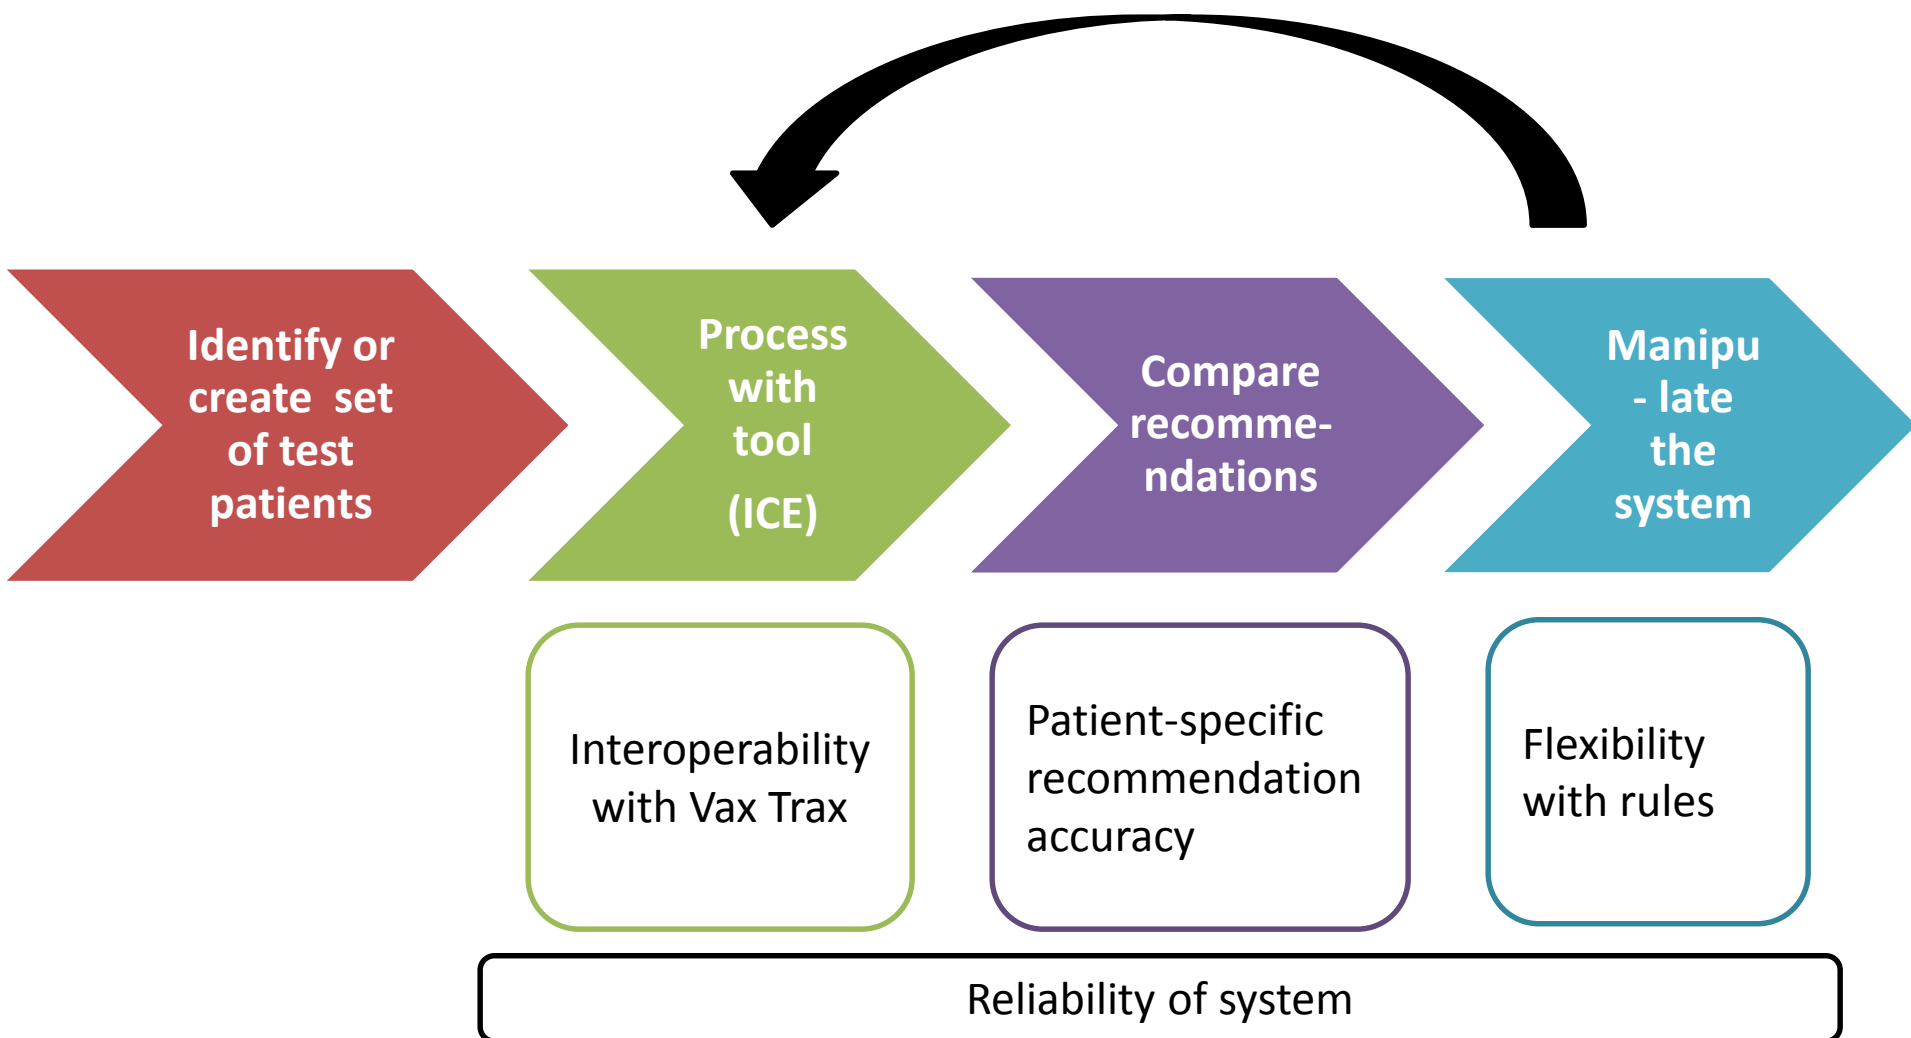 Identify or
create set
of test
patients
Process
with
tool
(ICE)
Compare
recomme-
ndations
Manipu
- late
the
system
Interoperability
with Vax Trax
Patient-specific
recommendation
accuracy
Flexibility
with rules
Reliability of system